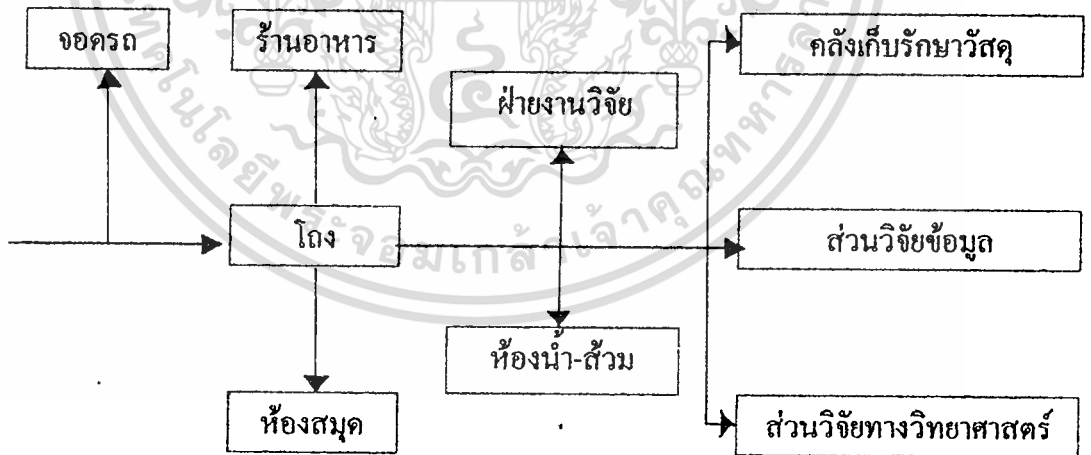 จอดรถ
ร้านอาหาร
คลังเก็บรักษาวัสดุ
ฝ่ายงานวิจัย
โถง
ส่วนวิจัยข้อมูล
ห้องน้ำ-ส้วม
ห้องสมุด
ส่วนวิจัยทางวิทยาศาสตร์